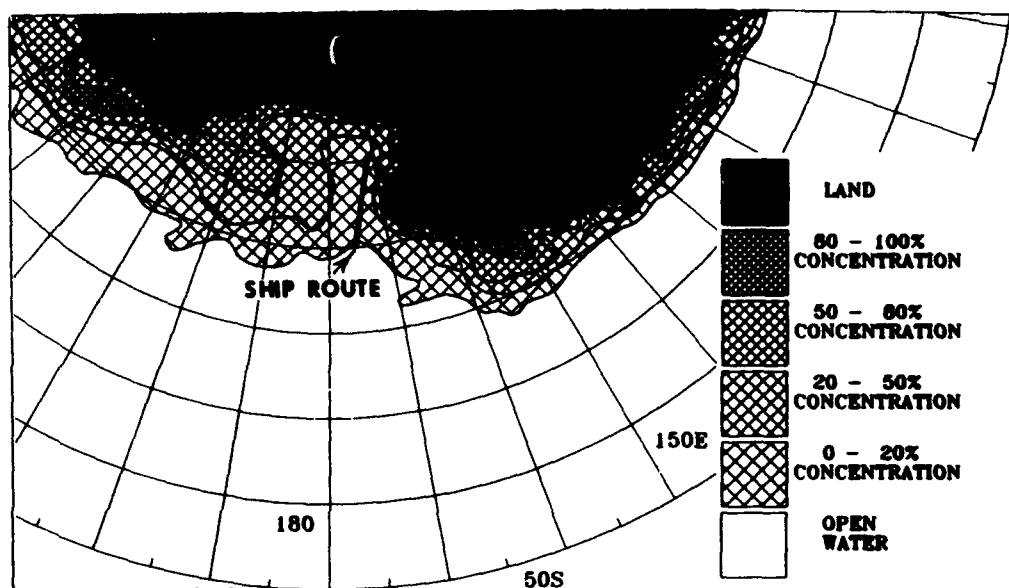 SHIP ROUTE
180
50S
150E
LAND
80 - 100%
CONCENTRATION
50 - 80%
CONCENTRATION
20 - 50%
CONCENTRATION
0 - 20%
CONCENTRATION
OPEN
WATER